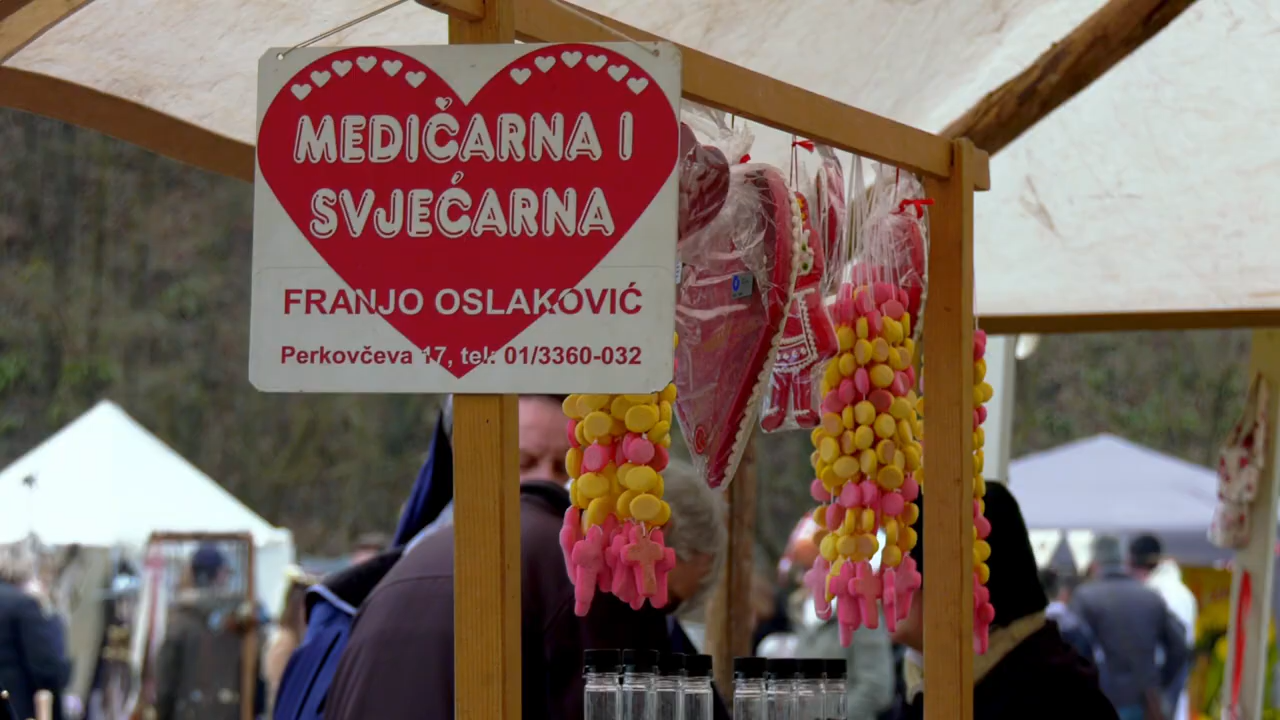 MEDIČARNA I
SVJEĆARNA
FRANJO OSLAKOVIĆ
Perkovčeva 17, tel: 01/3360-032